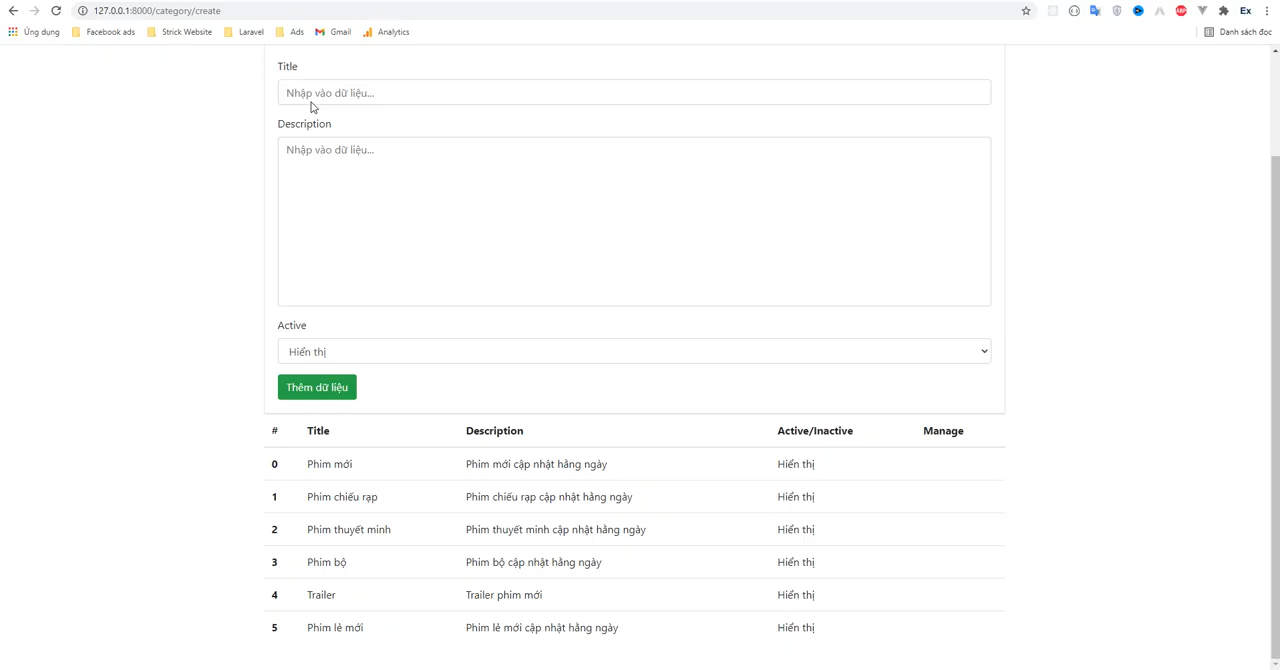 127.0.0.1:8000/category/create
ABP
Ex
Ứng dụng Facebook ads Strick Website Laravel Ads Gmail Analytics Danh sách đọc
Title
Nhập vào dữ liệu...
Description
Nhập vào dữ liệu...
Active
Hiển thị
Thêm dữ liệu
# Title Description Active/Inactive Manage
0 Phim mới Phim mới cập nhật hằng ngày Hiển thị
1 Phim chiếu rạp Phim chiếu rạp cập nhật hằng ngày Hiển thị
2 Phim thuyết minh Phim thuyết minh cập nhật hằng ngày Hiển thị
3 Phim bộ Phim bộ cập nhật hằng ngày Hiển thị
4 Trailer Trailer phim mới Hiển thị
5 Phim lẻ mới Phim lẻ mới cập nhật hằng ngày Hiển thị